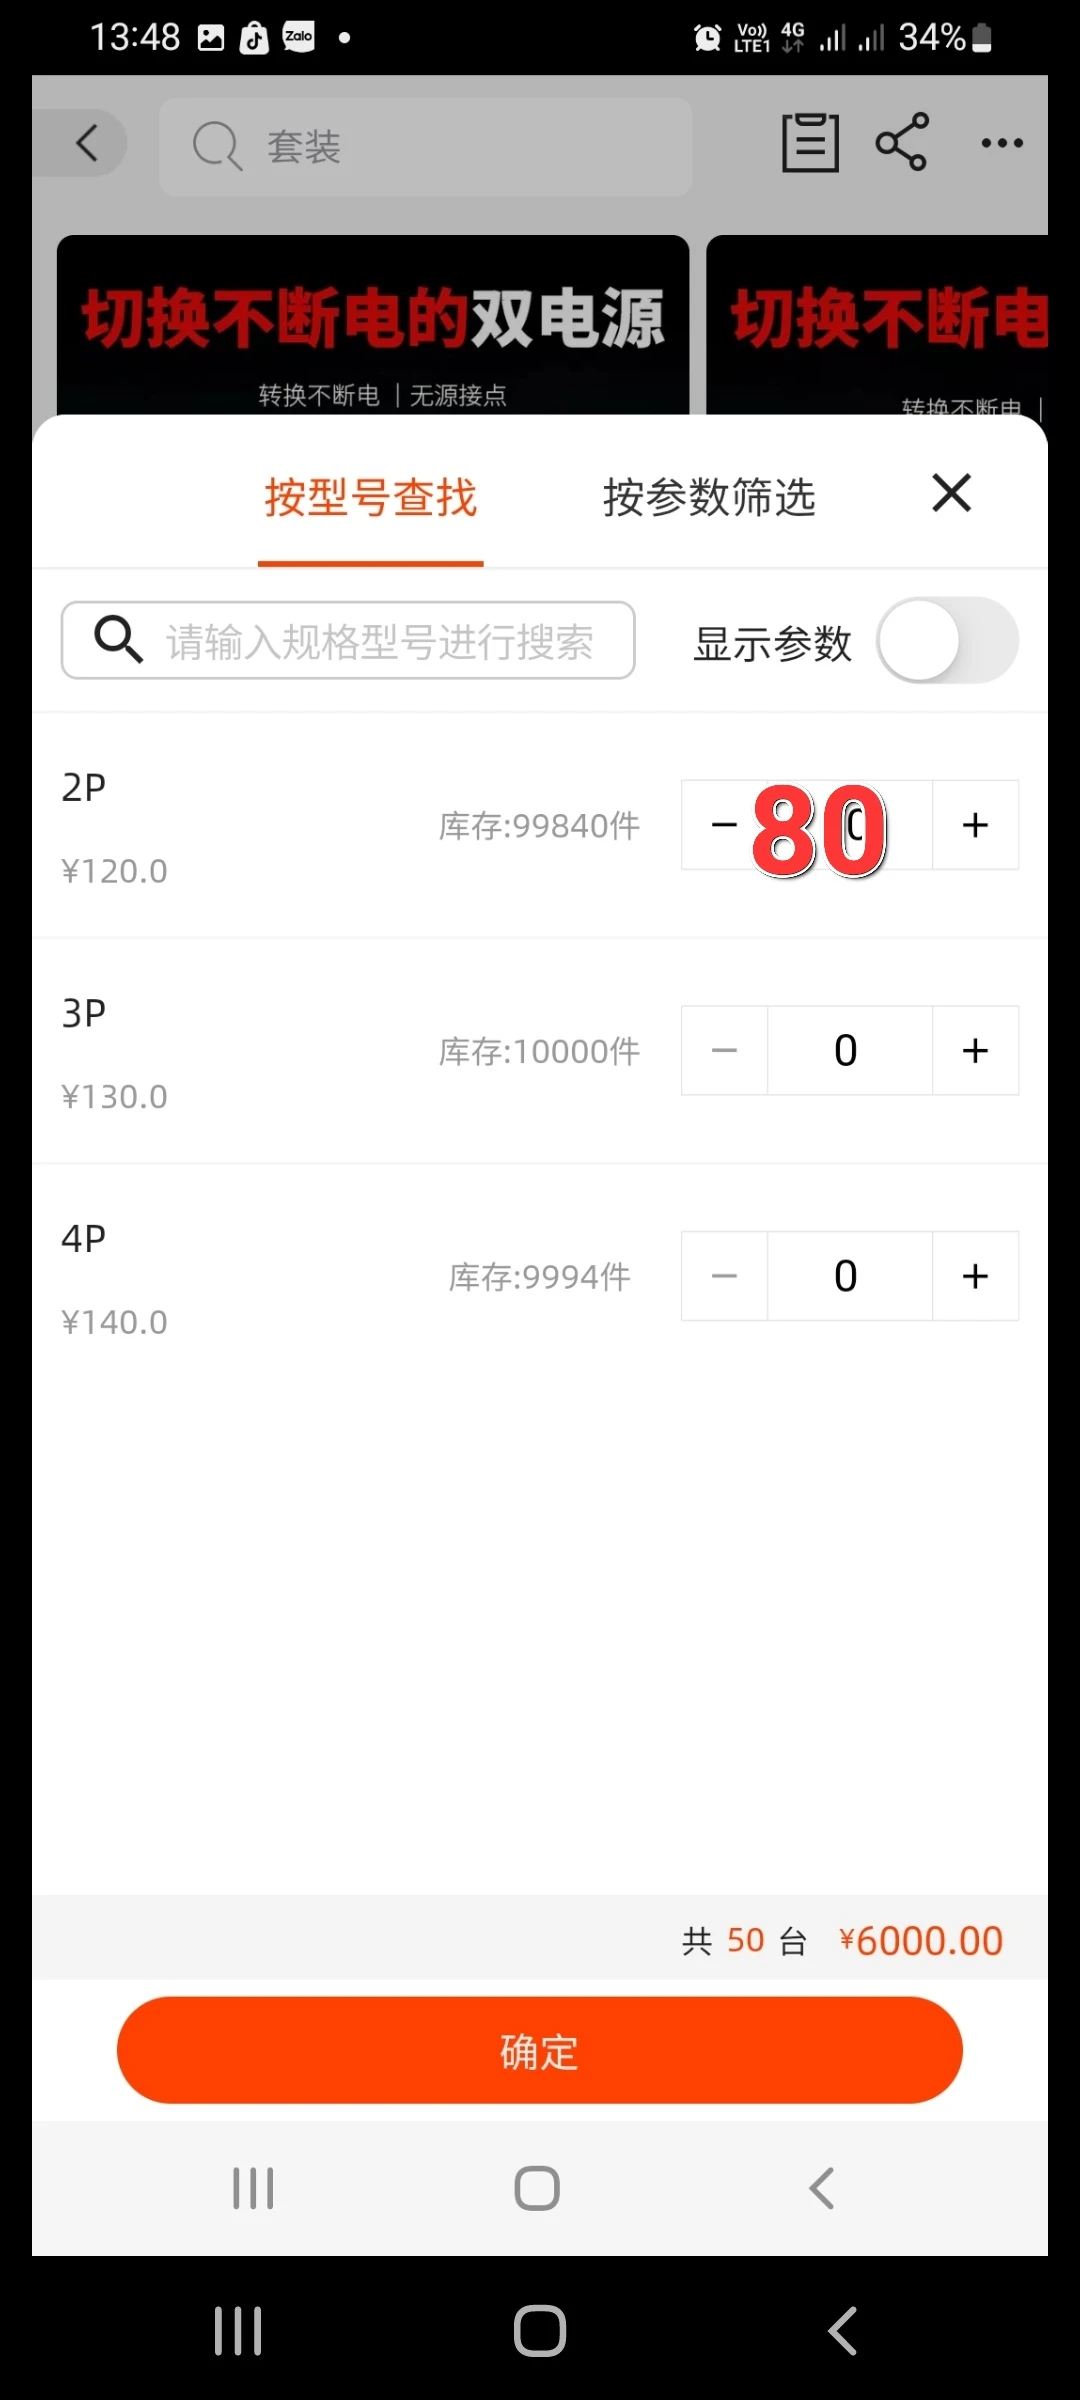 13:48 Zalo Vo)) LTE1 4G 34%
套装
切换不断电的双电源
转换不断电｜无源接点
切换不断电
转换不断电｜
按型号查找 按参数筛选
请输入规格型号进行搜索 显示参数
2P
库存:99840件 − 80 +
¥120.0
3P
库存:10000件 − 0 +
¥130.0
4P
库存:9994件 − 0 +
¥140.0
共 50 台 ¥6000.00
确定